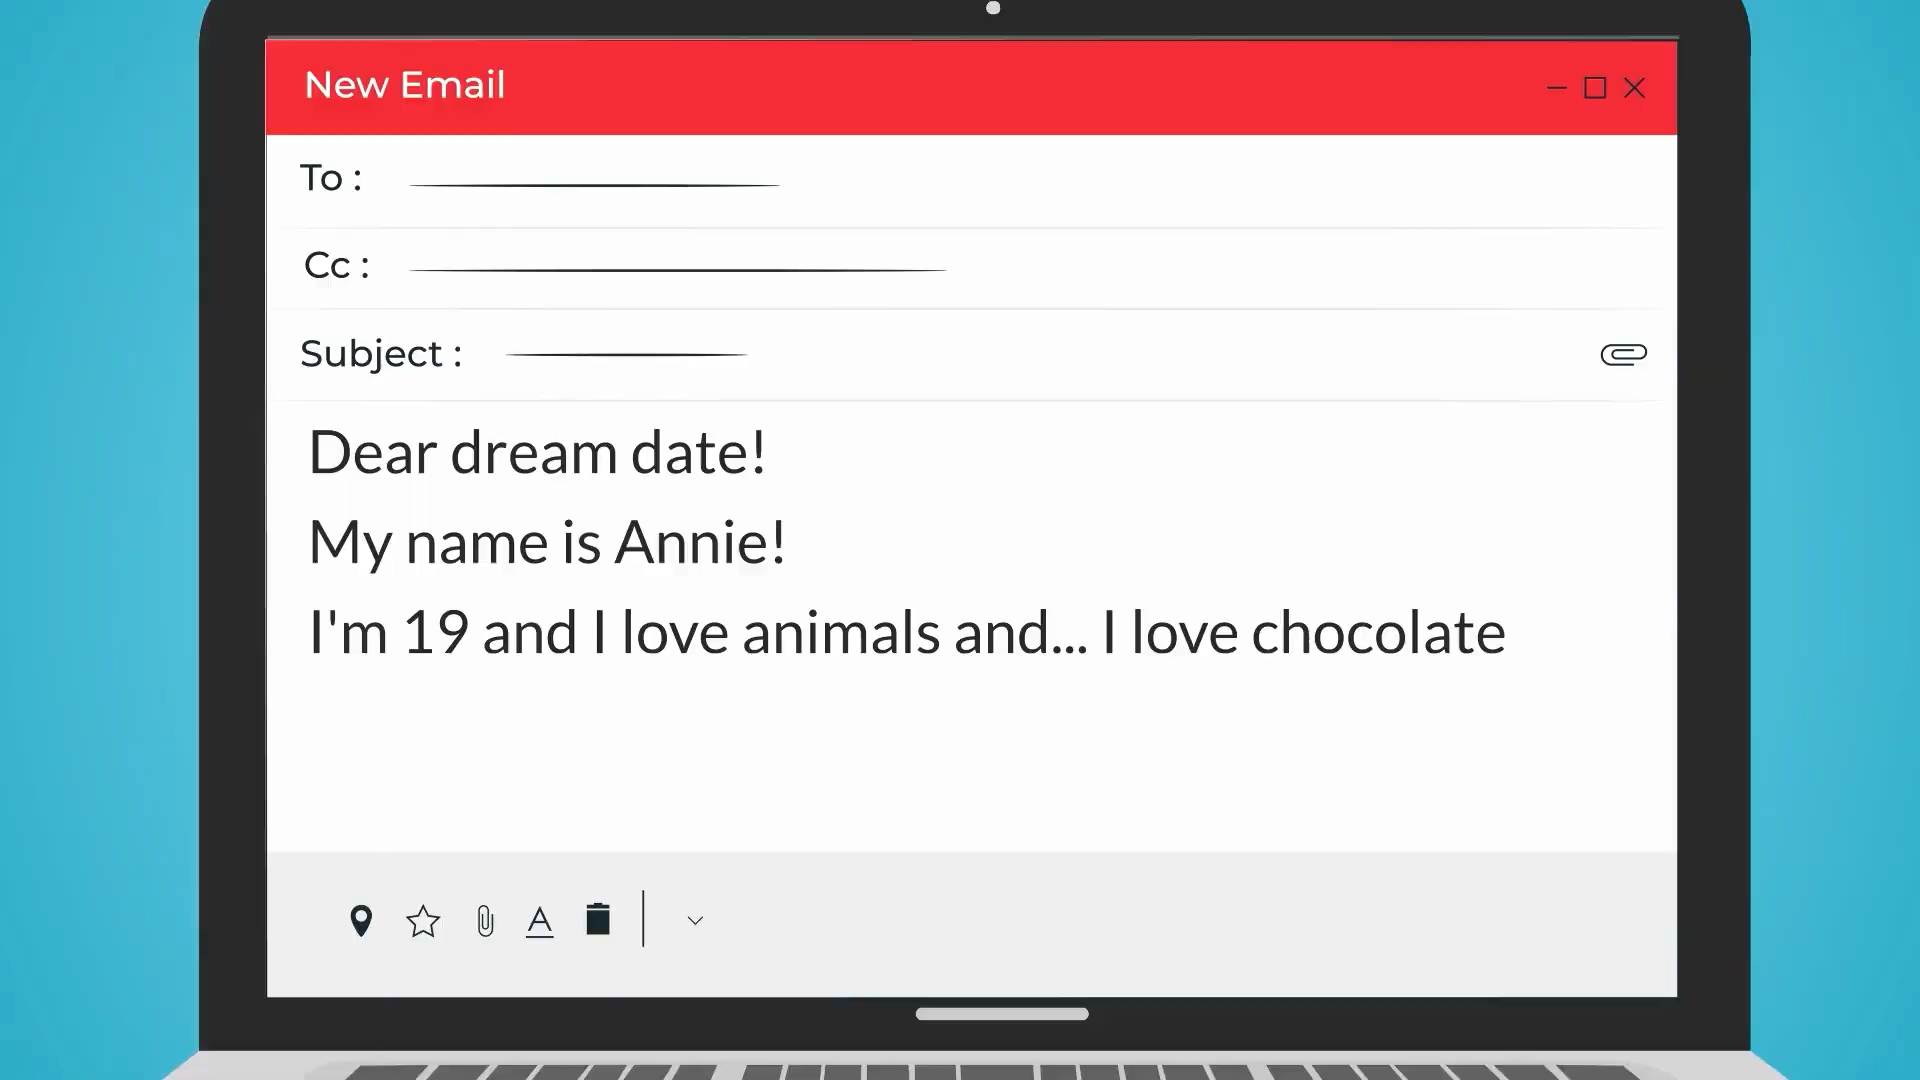 New Email
To :
Cc :
Subject :
Dear dream date!
My name is Annie!
I'm 19 and I love animals and... I love chocolate
A